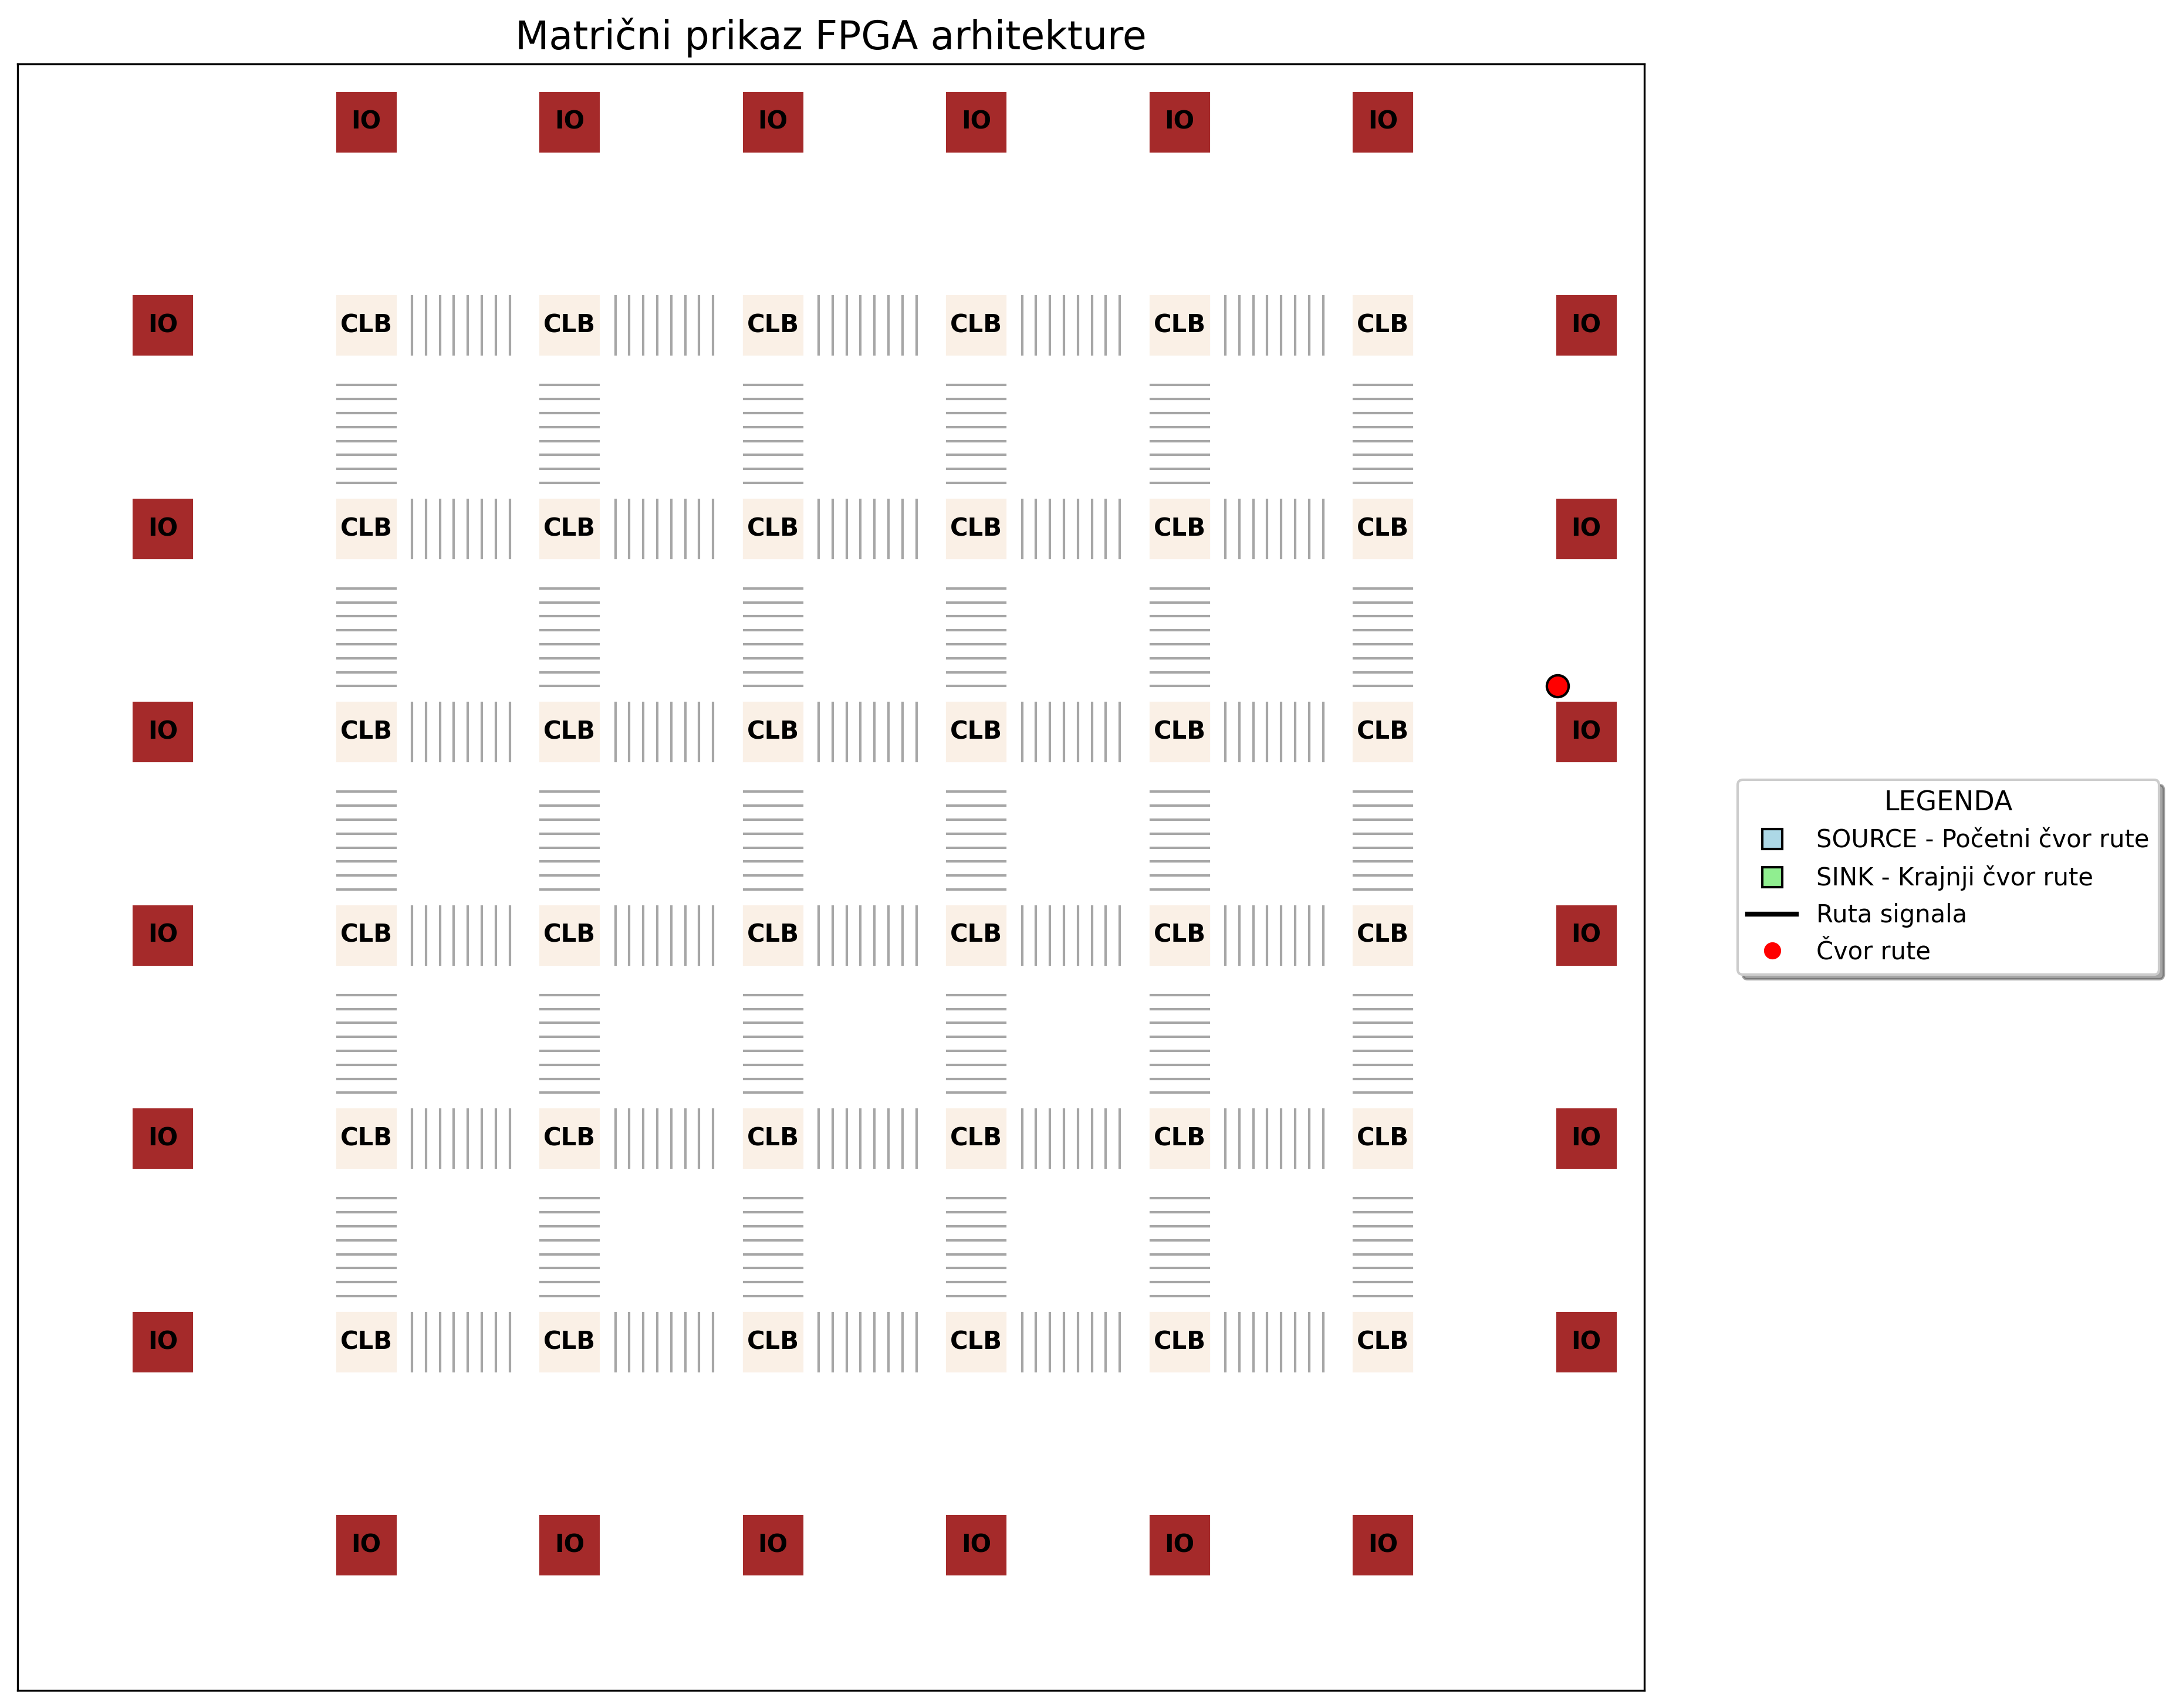 Matrični prikaz FPGA arhitekture
IO IO IO IO IO IO
IO CLB CLB CLB CLB CLB CLB IO
IO CLB CLB CLB CLB CLB CLB IO
IO CLB CLB CLB CLB CLB CLB IO
IO CLB CLB CLB CLB CLB CLB IO
IO CLB CLB CLB CLB CLB CLB IO
IO CLB CLB CLB CLB CLB CLB IO
IO IO IO IO IO IO
LEGENDA
SOURCE - Početni čvor rute
SINK - Krajnji čvor rute
Ruta signala
Čvor rute